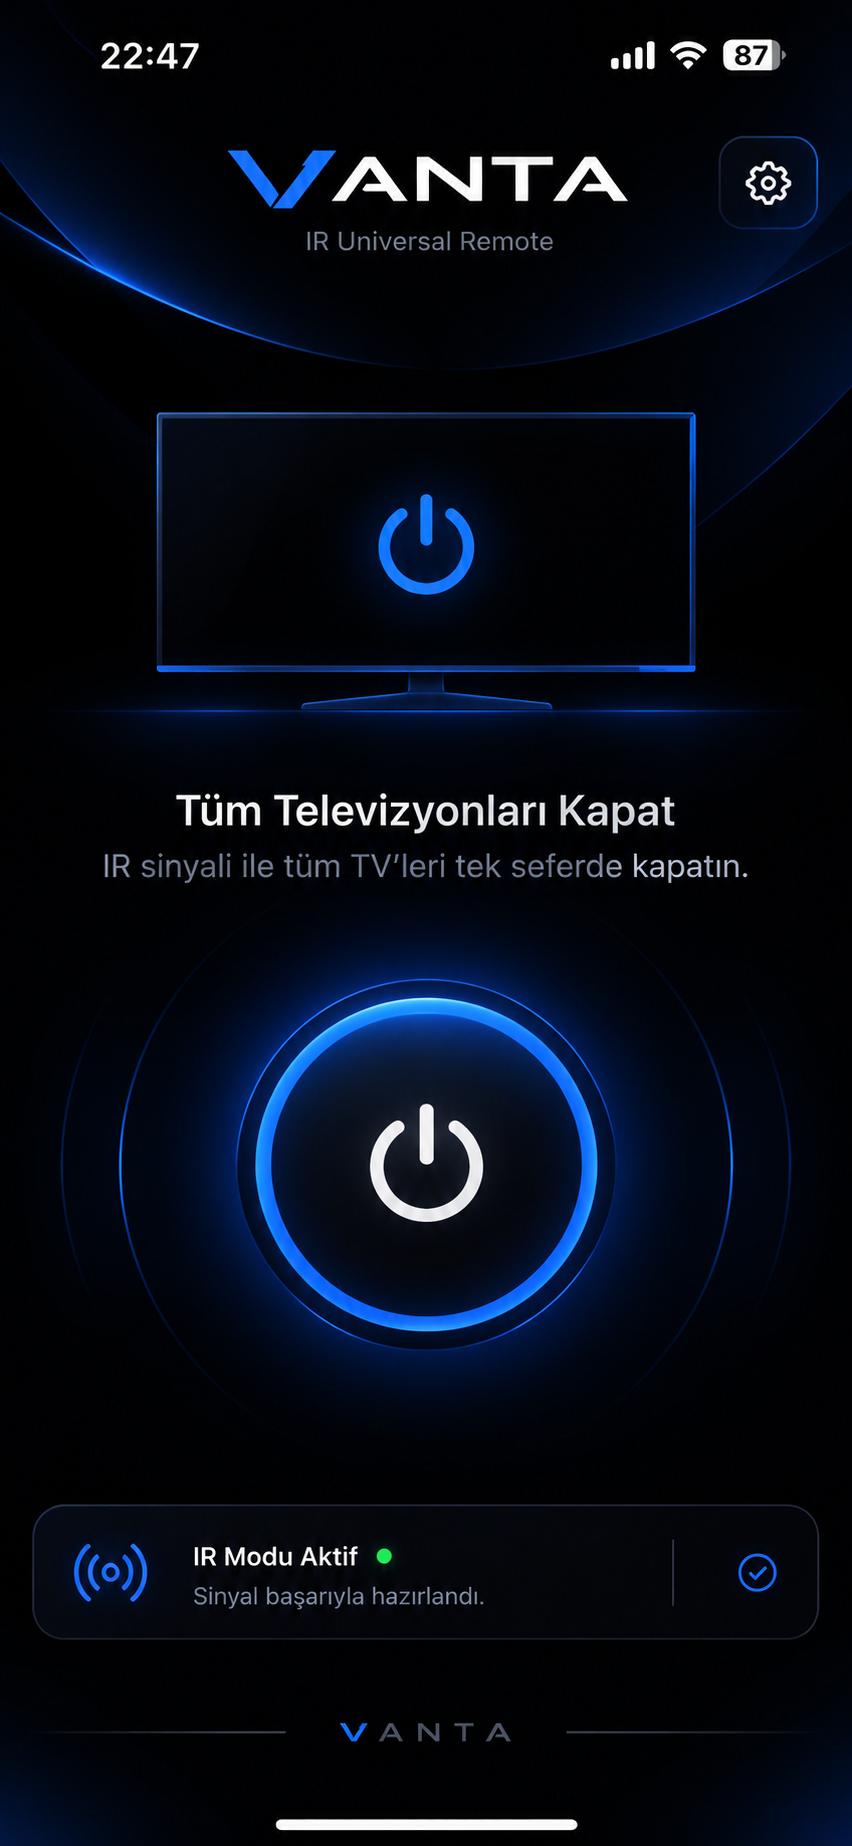 22:47
87
VANTA
IR Universal Remote
Tüm Televizyonları Kapat
IR sinyali ile tüm TV’leri tek seferde kapatın.
IR Modu Aktif
Sinyal başarıyla hazırlandı.
VANTA